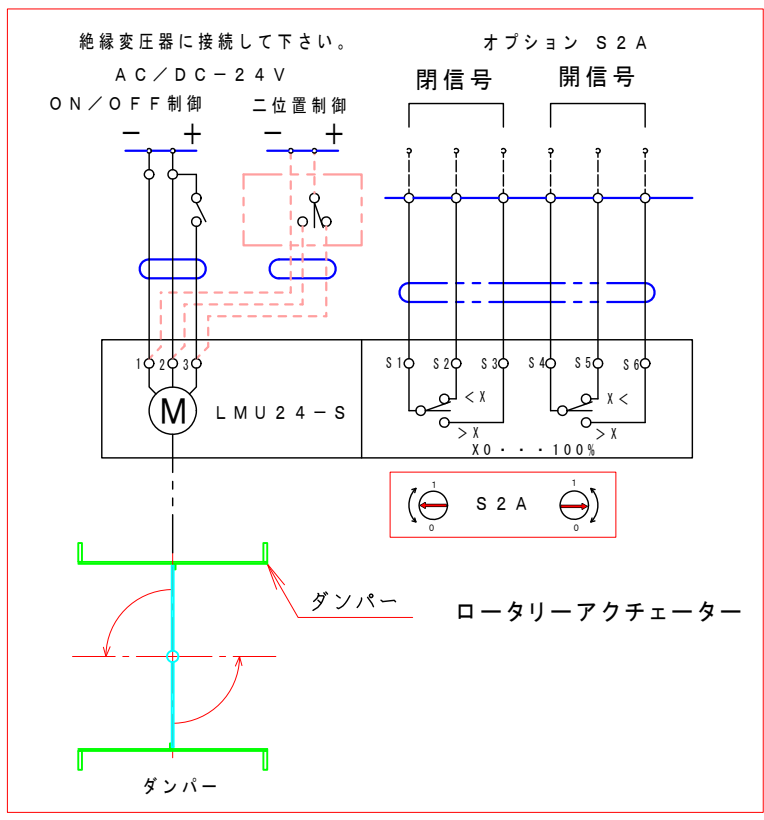 絶縁変圧器に接続して下さい。
オプション S2A
AC/DC-24V
閉信号 開信号
ON/OFF制御 二位置制御
- + - +
1 2 3 S1 S2 S3 S4 S5 S6
<X X<
M LMU24-S
>X >X
X0・・・100%
1 1
S2A
0 0
ダンパー
ロータリーアクチェーター
ダンパー